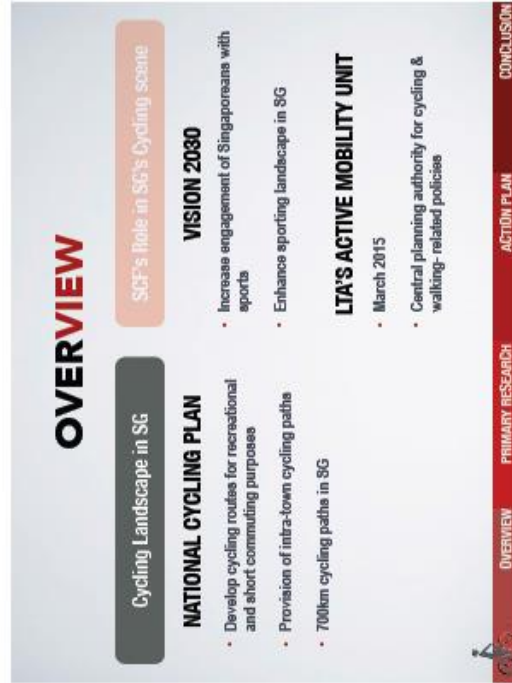 OVERVIEW
Cycling Landscape in SG
SCF's Role in SG's Cycling scene
NATIONAL CYCLING PLAN
• Develop cycling routes for recreational
and short commuting purposes
• Provision of intra-town cycling paths
• 700km cycling paths in SG
VISION 2030
• Increase engagement of Singaporeans with
sports
• Enhance sporting landscape in SG
LTA'S ACTIVE MOBILITY UNIT
• March 2015
• Central planning authority for cycling &
walking- related policies
OVERVIEW
PRIMARY RESEARCH
ACTION PLAN
CONCLUSION